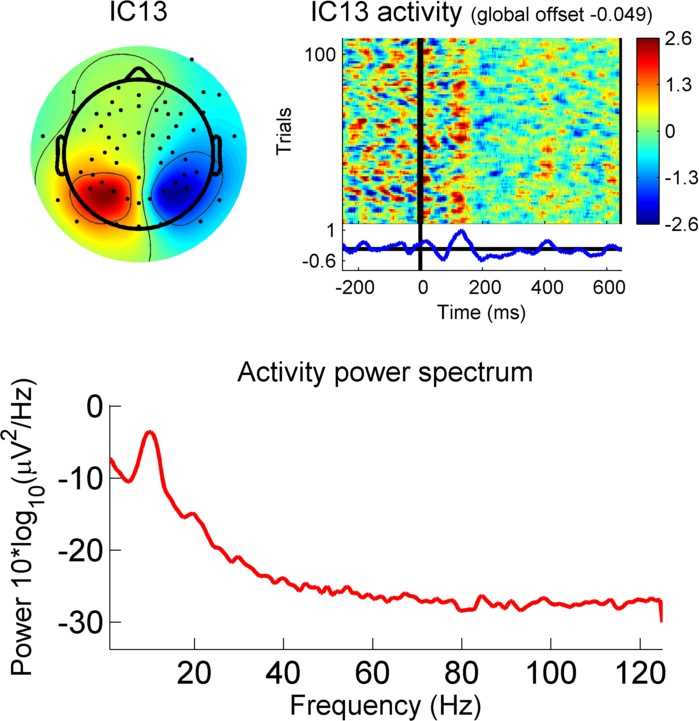 IC13
IC13 activity (global offset -0.049)
100
Trials
2.6
1.3
0
-1.3
-2.6
1
-0.6
-200 0 200 400 600
Time (ms)
Activity power spectrum
Power 10*log10(μV2/Hz)
0
-10
-20
-30
20 40 60 80 100 120
Frequency (Hz)